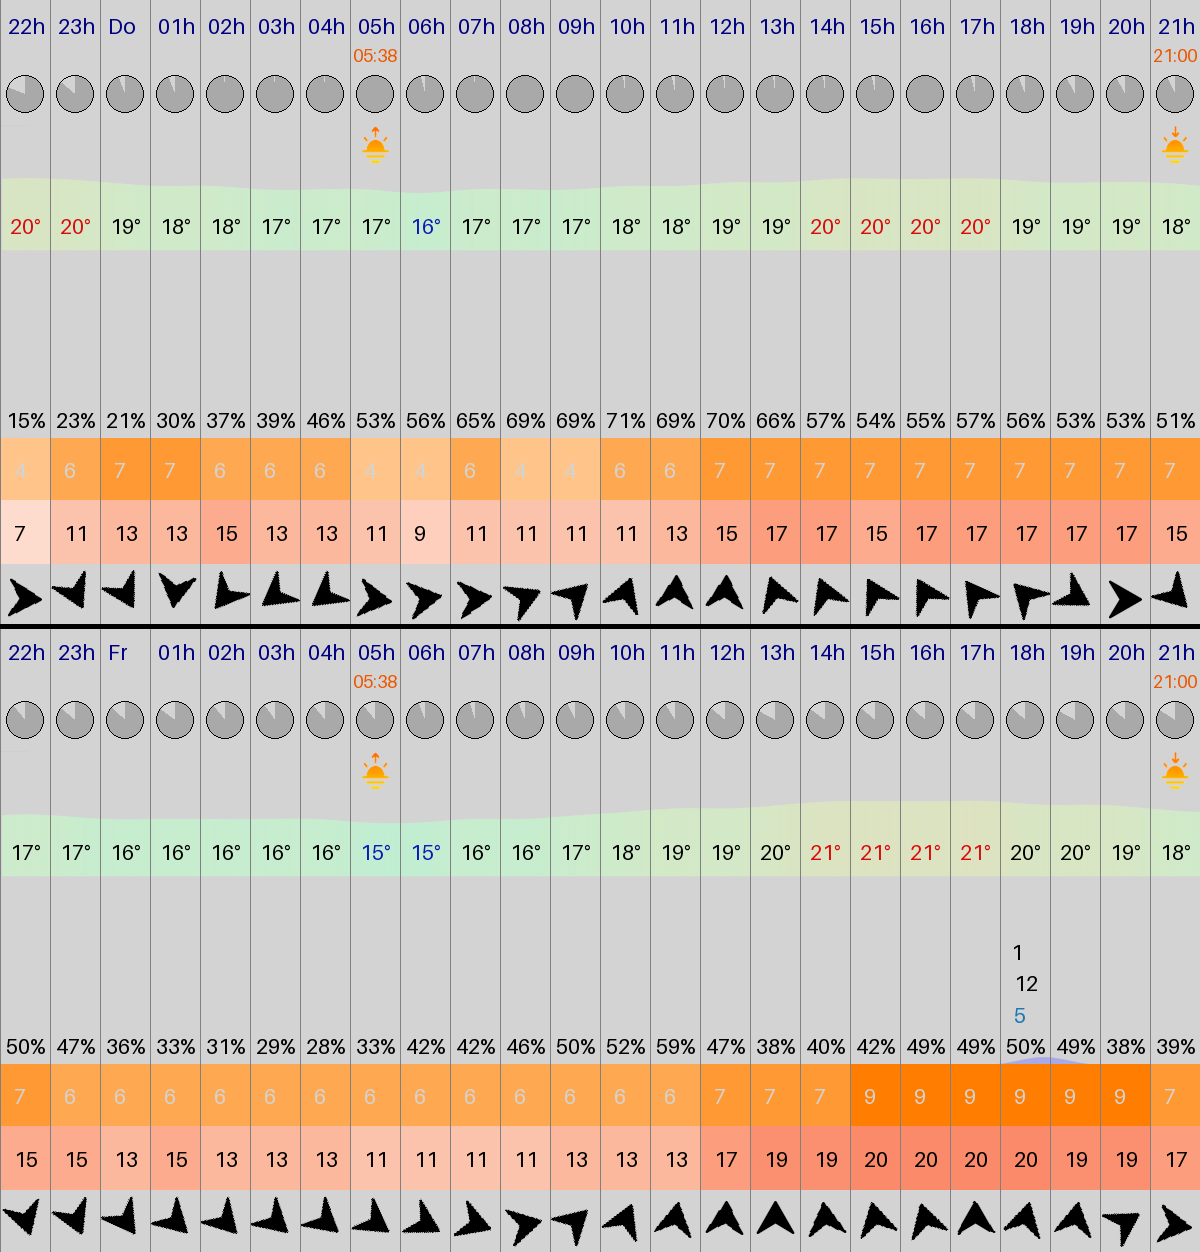 22h 23h Do 01h 02h 03h 04h 05h 06h 07h 08h 09h 10h 11h 12h 13h 14h 15h 16h 17h 18h 19h 20h 21h
05:38 21:00
20° 20° 19° 18° 18° 17° 17° 17° 16° 17° 17° 17° 18° 18° 19° 19° 20° 20° 20° 20° 19° 19° 19° 18°
15% 23% 21% 30% 37% 39% 46% 53% 56% 65% 69% 69% 71% 69% 70% 66% 57% 54% 55% 57% 56% 53% 53% 51%
4 6 7 7 6 6 6 4 4 6 4 4 6 6 7 7 7 7 7 7 7 7 7 7
7 11 13 13 15 13 13 11 9 11 11 11 11 13 15 17 17 15 17 17 17 17 17 15
22h 23h Fr 01h 02h 03h 04h 05h 06h 07h 08h 09h 10h 11h 12h 13h 14h 15h 16h 17h 18h 19h 20h 21h
05:38 21:00
17° 17° 16° 16° 16° 16° 16° 15° 15° 16° 16° 17° 18° 19° 19° 20° 21° 21° 21° 21° 20° 20° 19° 18°
1
12
5
50% 47% 36% 33% 31% 29% 28% 33% 42% 42% 46% 50% 52% 59% 47% 38% 40% 42% 49% 49% 50% 49% 38% 39%
7 6 6 6 6 6 6 6 6 6 6 6 6 6 7 7 7 9 9 9 9 9 9 7
15 15 13 15 13 13 13 11 11 11 11 13 13 13 17 19 19 20 20 20 20 19 19 17